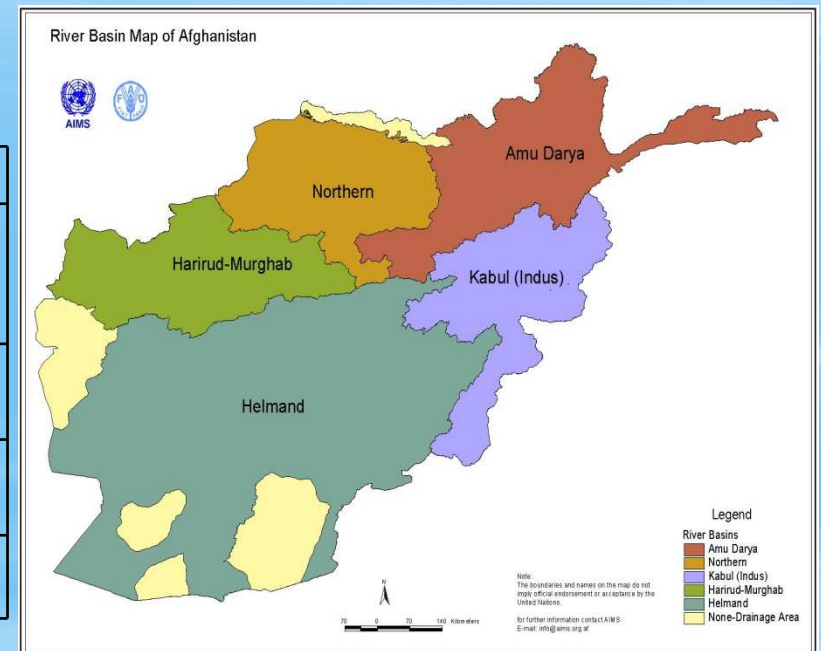 River Basin Map of Afghanistan
AIMS
F A O
FIAT PANIS
Amu Darya
Northern
Harirud-Murghab
Kabul (Indus)
Helmand
Legend
River Basins
Amu Darya
Northern
Kabul (Indus)
Harirud-Murghab
Helmand
None-Drainage Area
N
70 0 70 140 Kilometers
Note:
The boundaries and names on the map do not
imply official endorsement or acceptance by the
United Nations.
for further information contact AIMS
E-mail: info@aims.org.af